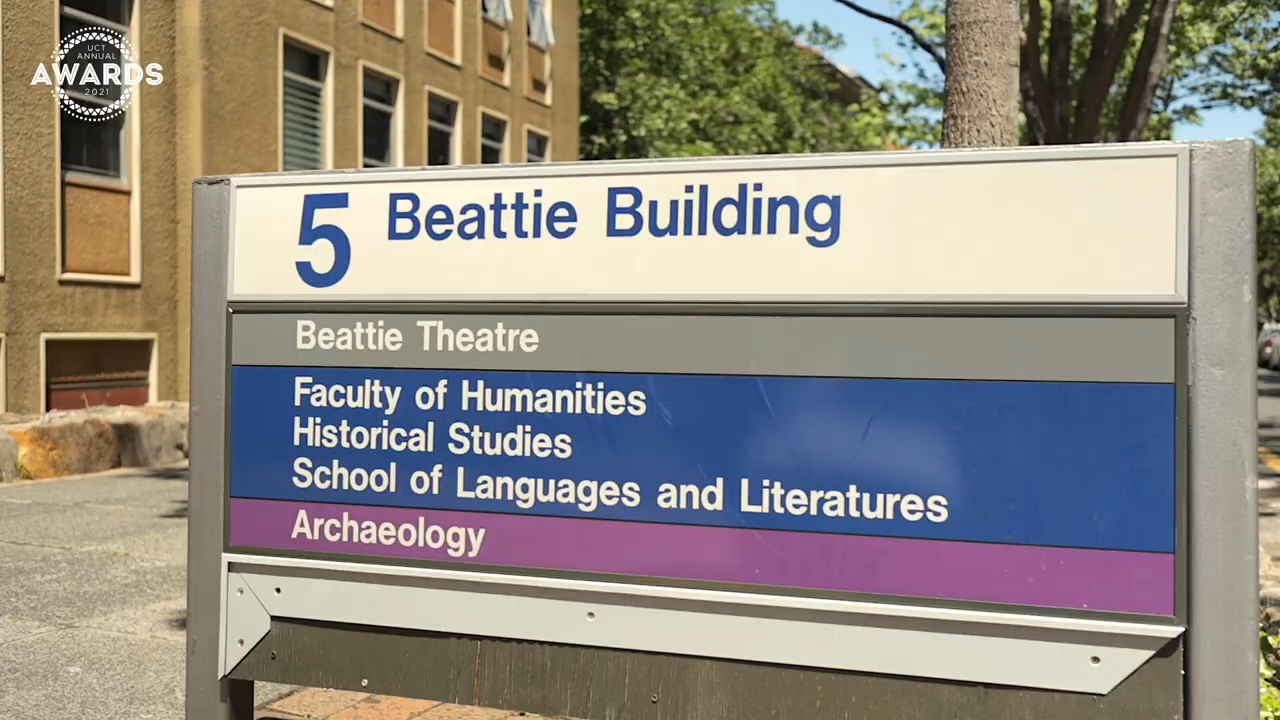 UCT
ANNUAL
AWARDS
2021
5 Beattie Building
Beattie Theatre
Faculty of Humanities
Historical Studies
School of Languages and Literatures
Archaeology